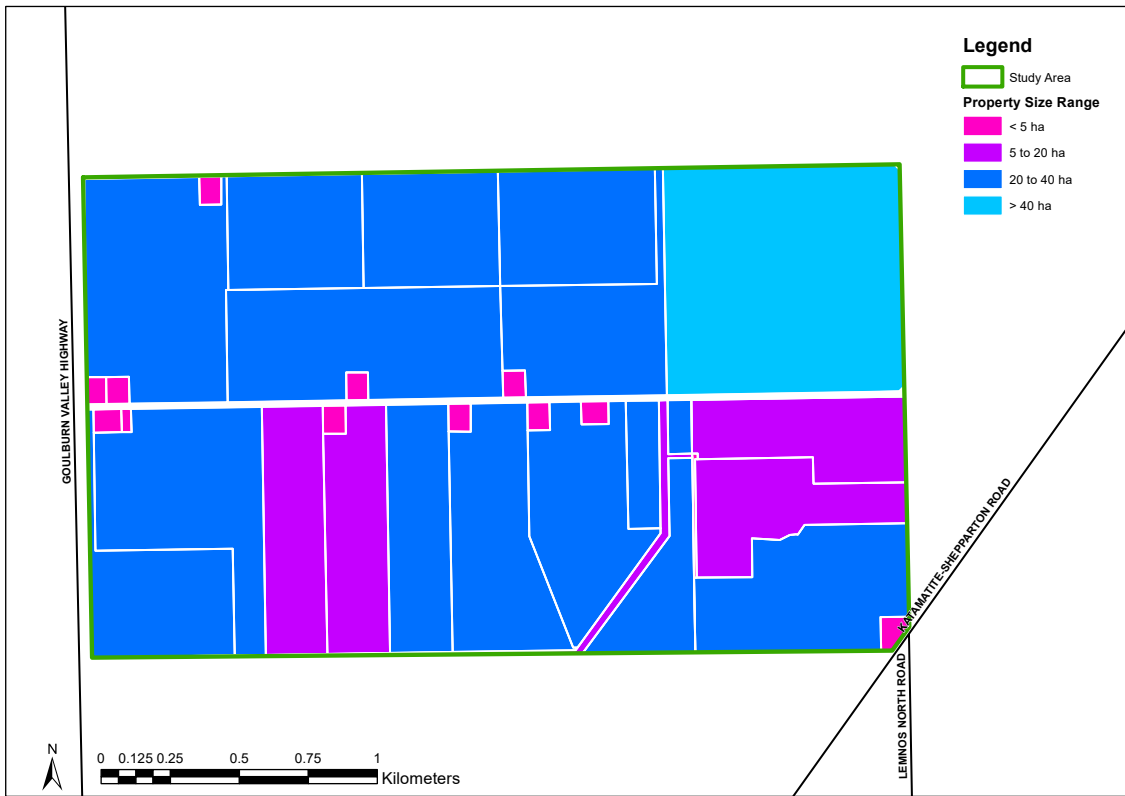 Legend
Study Area
Property Size Range
< 5 ha
5 to 20 ha
20 to 40 ha
> 40 ha
GOULBURN VALLEY HIGHWAY
KATAMATITE-SHEPPARTON ROAD
LEMNOS NORTH ROAD
N
0 0.125 0.25 0.5 0.75 1
Kilometers